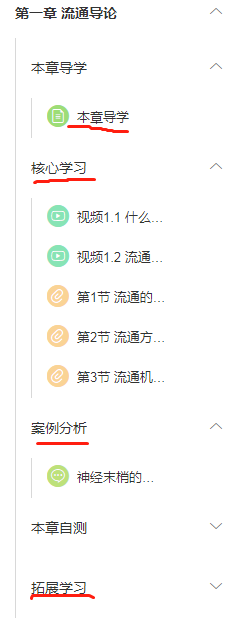 第一章 流通导论
本章导学
本章导学
核心学习
视频1.1 什么...
视频1.2 流通...
第1节 流通的...
第2节 流通方...
第3节 流通机...
案例分析
神经末梢的...
本章自测
拓展学习